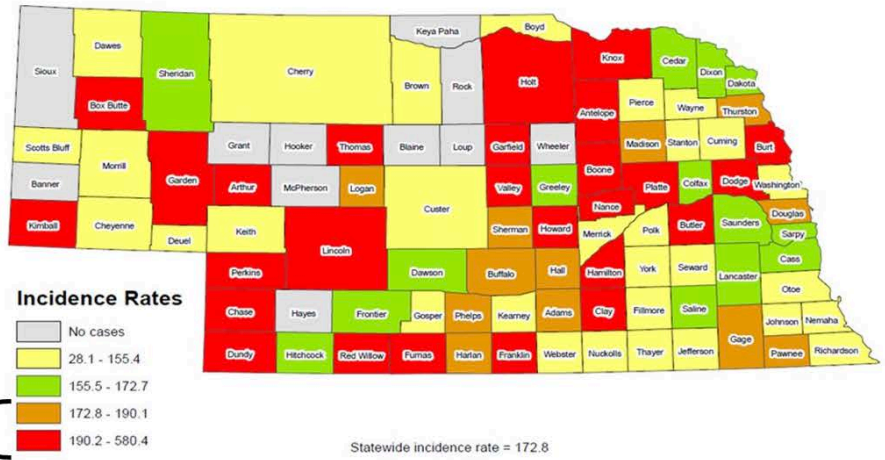 Keya Paha
Boyd
Dawes
Knox
Cedar
Sioux
Sheridan
Cherry
Holt
Dixon
Dakota
Brown
Rock
Box Butte
Antelope
Pierce
Wayne
Thurston
Scotts Bluff
Grant
Hooker
Thomas
Blaine
Loup
Garfield
Wheeler
Madison
Stanton
Cuming
Burt
Morrill
Boone
Banner
Garden
Arthur
McPherson
Logan
Valley
Greeley
Platte
Colfax
Dodge
Washington
Custer
Nance
Kimball
Cheyenne
Keith
Lincoln
Sherman
Howard
Merrick
Polk
Butler
Saunders
Douglas
Sarpy
Deuel
Perkins
Dawson
Buffalo
Hall
Hamilton
York
Seward
Lancaster
Cass
Otoe
Chase
Hayes
Frontier
Gosper
Phelps
Kearney
Adams
Clay
Fillmore
Saline
Johnson
Nemaha
Dundy
Hitchcock
Red Willow
Furnas
Harlan
Franklin
Webster
Nuckolls
Thayer
Jefferson
Gage
Pawnee
Richardson
Incidence Rates
No cases
28.1 - 155.4
155.5 - 172.7
172.8 - 190.1
190.2 - 580.4
Statewide incidence rate = 172.8